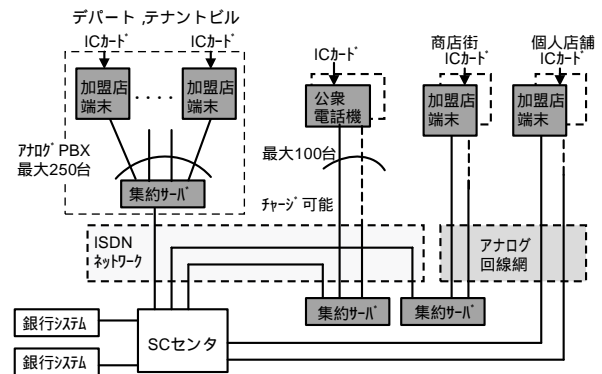 デパート,テナントビル
ICｶｰﾄﾞ
ICｶｰﾄﾞ
加盟店
端末
. . . .
加盟店
端末
ｱﾅﾛｸﾞPBX
最大250台
集約ｻｰﾊﾞ
ICｶｰﾄﾞ
公衆
電話機
最大100台
ﾁｬｰｼﾞ可能
商店街
ICｶｰﾄﾞ
加盟店
端末
個人店舗
ICｶｰﾄﾞ
加盟店
端末
ISDN
ﾈｯﾄﾜｰｸ
アナログ
回線網
集約ｻｰﾊﾞ
集約ｻｰﾊﾞ
銀行ｼｽﾃﾑ
銀行ｼｽﾃﾑ
SCセンタ